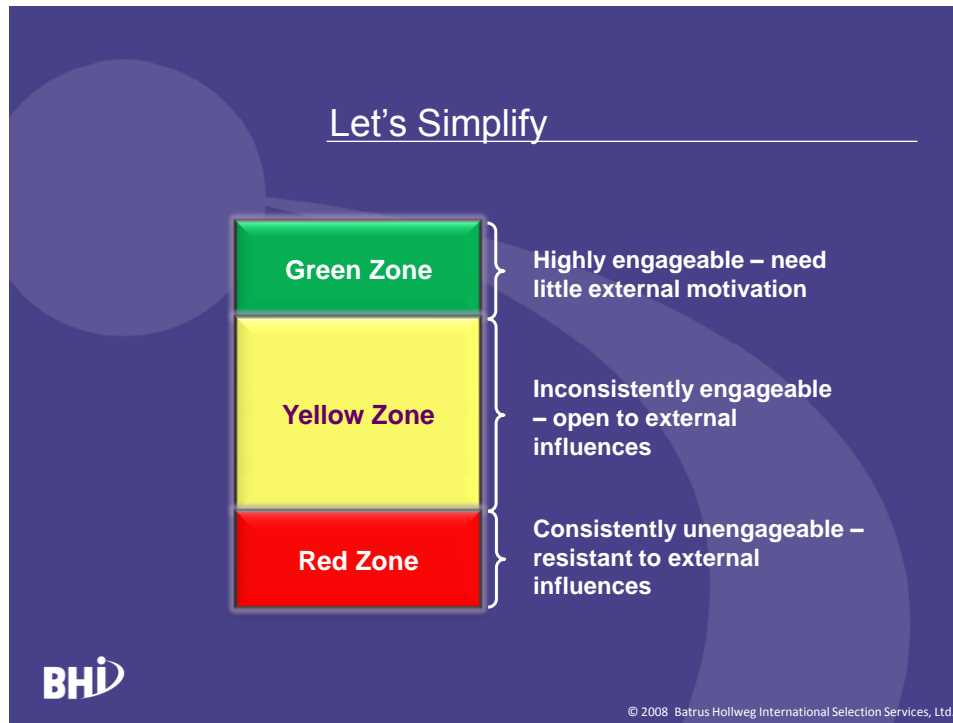 Let’s Simplify
Green Zone
Highly engageable – need
little external motivation
Yellow Zone
Inconsistently engageable
– open to external
influences
Red Zone
Consistently unengageable –
resistant to external
influences
BHi
© 2008 Batrus Hollweg International Selection Services, Ltd